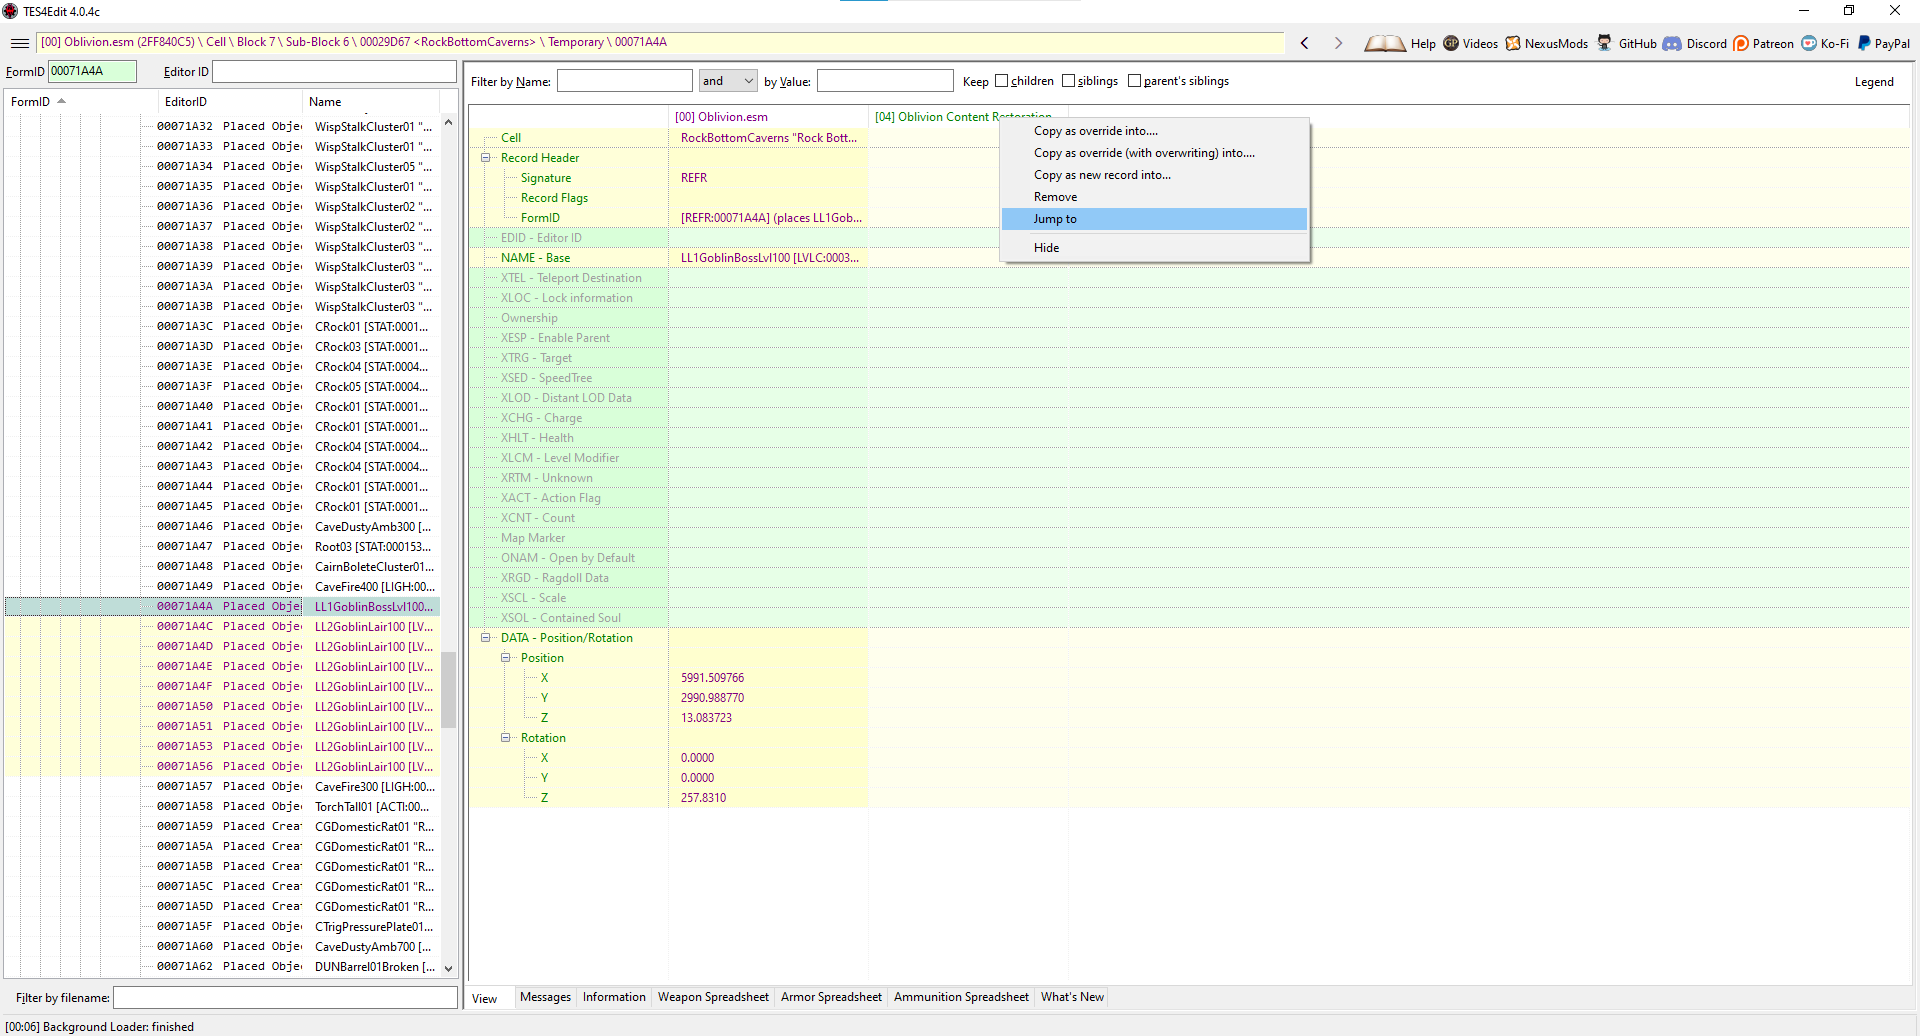 TES4Edit 4.0.4c
[00] Oblivion.esm (2FF840C5) \ Cell \ Block 7 \ Sub-Block 6 \ 00029D67 <RockBottomCaverns> \ Temporary \ 00071A4A
Help Videos NexusMods GitHub Discord Patreon Ko-Fi PayPal
FormID 00071A4A Editor ID
FormID EditorID Name
00071A32 Placed Obje WispStalkCluster01 "...
00071A33 Placed Obje WispStalkCluster01 "...
00071A34 Placed Obje WispStalkCluster05 "...
00071A35 Placed Obje WispStalkCluster01 "...
00071A36 Placed Obje WispStalkCluster02 "...
00071A37 Placed Obje WispStalkCluster02 "...
00071A38 Placed Obje WispStalkCluster03 "...
00071A39 Placed Obje WispStalkCluster03 "...
00071A3A Placed Obje WispStalkCluster03 "...
00071A3B Placed Obje WispStalkCluster03 "...
00071A3C Placed Obje CRock01 [STAT:0001...
00071A3D Placed Obje CRock03 [STAT:0001...
00071A3E Placed Obje CRock04 [STAT:0004...
00071A3F Placed Obje CRock05 [STAT:0004...
00071A40 Placed Obje CRock01 [STAT:0001...
00071A41 Placed Obje CRock01 [STAT:0001...
00071A42 Placed Obje CRock04 [STAT:0004...
00071A43 Placed Obje CRock04 [STAT:0004...
00071A44 Placed Obje CRock01 [STAT:0001...
00071A45 Placed Obje CRock01 [STAT:0001...
00071A46 Placed Obje CaveDustyAmb300 [...
00071A47 Placed Obje Root03 [STAT:000153...
00071A48 Placed Obje CairnBoleteCluster01...
00071A49 Placed Obje CaveFire400 [LIGH:00...
00071A4A Placed Obje LL1GoblinBossLvl100...
00071A4C Placed Obje LL2GoblinLair100 [LV...
00071A4D Placed Obje LL2GoblinLair100 [LV...
00071A4E Placed Obje LL2GoblinLair100 [LV...
00071A4F Placed Obje LL2GoblinLair100 [LV...
00071A50 Placed Obje LL2GoblinLair100 [LV...
00071A51 Placed Obje LL2GoblinLair100 [LV...
00071A53 Placed Obje LL2GoblinLair100 [LV...
00071A56 Placed Obje LL2GoblinLair100 [LV...
00071A57 Placed Obje CaveFire300 [LIGH:00...
00071A58 Placed Obje TorchTall01 [ACTI:00...
00071A59 Placed Crea CGDomesticRat01 "R...
00071A5A Placed Crea CGDomesticRat01 "R...
00071A5B Placed Crea CGDomesticRat01 "R...
00071A5C Placed Crea CGDomesticRat01 "R...
00071A5D Placed Crea CGDomesticRat01 "R...
00071A5F Placed Obje CTrigPressurePlate01...
00071A60 Placed Obje CaveDustyAmb700 [...
00071A62 Placed Obje DUNBarrel01Broken [...
Filter by filename:
Filter by Name: and by Value: Keep children siblings parent's siblings Legend
[00] Oblivion.esm [04] Oblivion Content Restoration
Cell RockBottomCaverns "Rock Bott...
Record Header
Signature REFR
Record Flags
FormID [REFR:00071A4A] (places LL1Gob...
EDID - Editor ID
NAME - Base LL1GoblinBossLvl100 [LVLC:0003...
XTEL - Teleport Destination
XLOC - Lock information
Ownership
XESP - Enable Parent
XTRG - Target
XSED - SpeedTree
XLOD - Distant LOD Data
XCHG - Charge
XHLT - Health
XLCM - Level Modifier
XRTM - Unknown
XACT - Action Flag
XCNT - Count
Map Marker
ONAM - Open by Default
XRGD - Ragdoll Data
XSCL - Scale
XSOL - Contained Soul
DATA - Position/Rotation
Position
X 5991.509766
Y 2990.988770
Z 13.083723
Rotation
X 0.0000
Y 0.0000
Z 257.8310
Copy as override into....
Copy as override (with overwriting) into....
Copy as new record into...
Remove
Jump to
Hide
View Messages Information Weapon Spreadsheet Armor Spreadsheet Ammunition Spreadsheet What's New
[00:06] Background Loader: finished